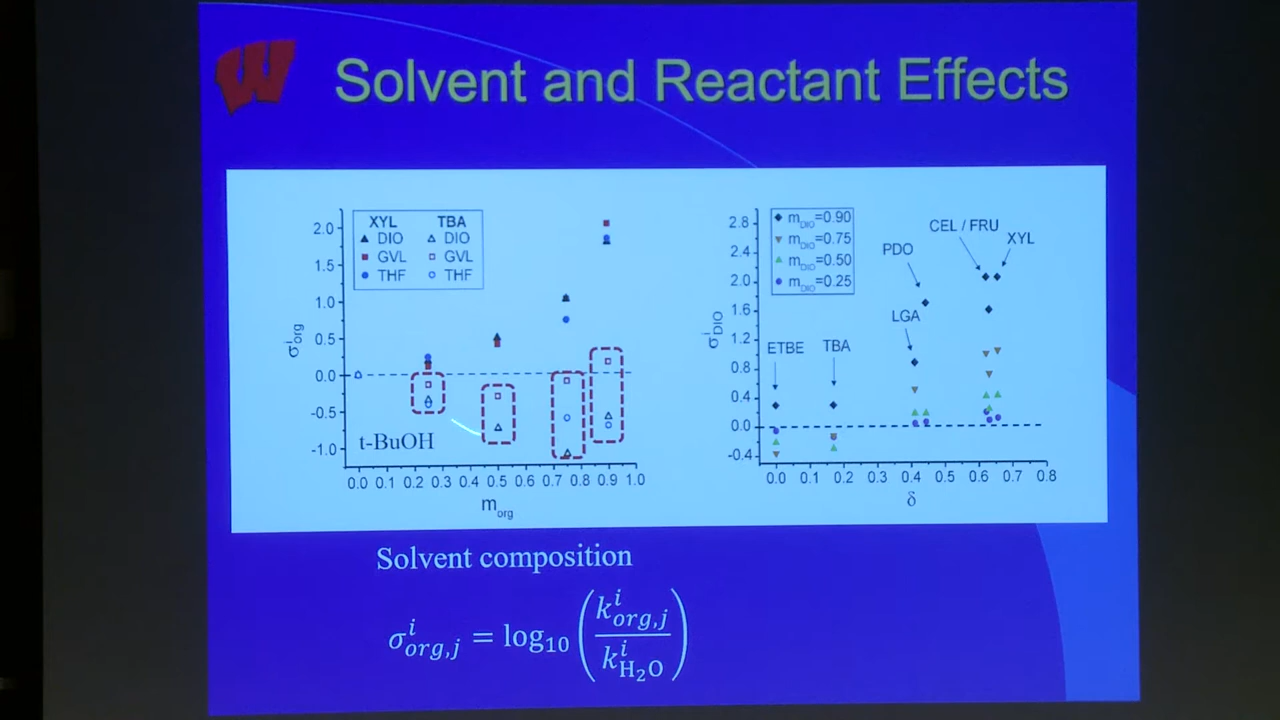 W
Solvent and Reactant Effects
XYL TBA
DIO DIO
GVL GVL
THF THF
2.0
1.5
1.0
0.5
0.0
-0.5
-1.0
σ^i_org
t-BuOH
0.0 0.1 0.2 0.3 0.4 0.5 0.6 0.7 0.8 0.9 1.0
m_org
m_DIO=0.90
m_DIO=0.75
m_DIO=0.50
m_DIO=0.25
2.8
2.4
2.0
1.6
1.2
0.8
0.4
0.0
-0.4
σ^i_DIO
CEL / FRU
XYL
PDO
LGA
ETBE
TBA
0.0 0.1 0.2 0.3 0.4 0.5 0.6 0.7 0.8
δ
Solvent composition
σ^i_org,j = log10 (k^i_org,j / k^i_H2O)